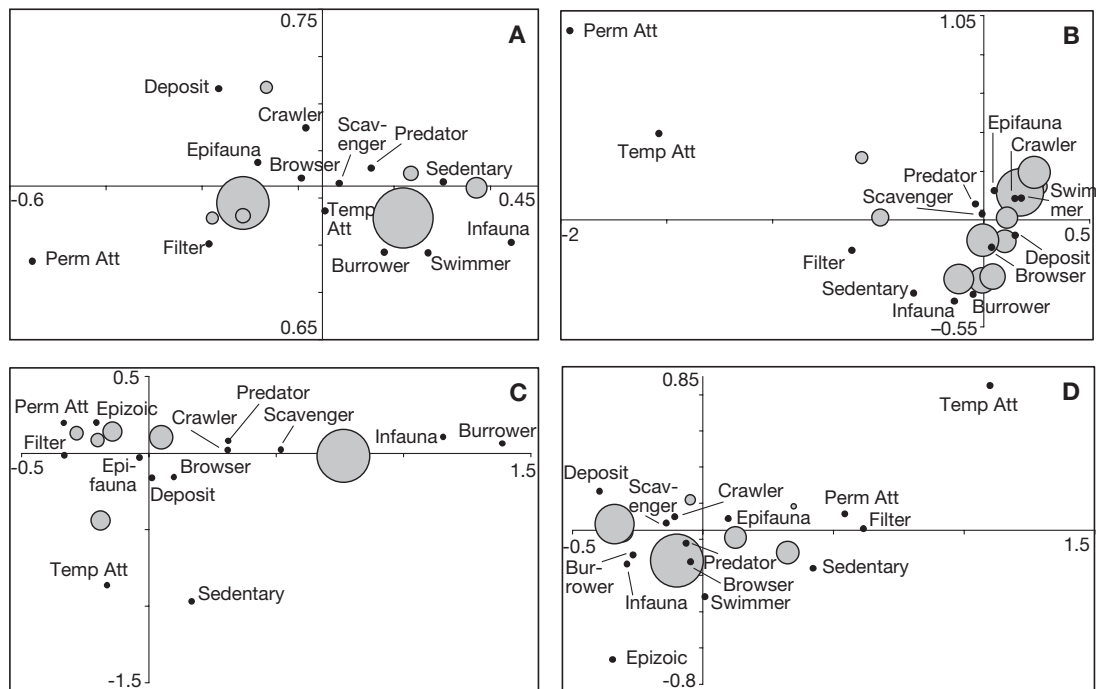 A
0.75
Deposit
Crawler
Scav-
enger
Predator
Epifauna
Browser
Sedentary
-0.6
0.45
Temp
Att
Filter
Infauna
Perm Att
Burrower
Swimmer
0.65
B
1.05
Perm Att
Epifauna
Crawler
Temp Att
Predator
Scavenger
Swim
mer
-2
0.5
Filter
Deposit
Browser
Sedentary
Infauna
Burrower
–0.55
C
0.5
Predator
Perm Att
Epizoic
Crawler
Scavenger
Filter
Infauna
Burrower
-0.5
1.5
Epi-
fauna
Browser
Deposit
Temp Att
Sedentary
-1.5
D
0.85
Temp Att
Deposit
Scav-
enger
Crawler
Perm Att
Epifauna
Filter
-0.5
1.5
Bur-
rower
Predator
Sedentary
Browser
Infauna
Swimmer
Epizoic
-0.8